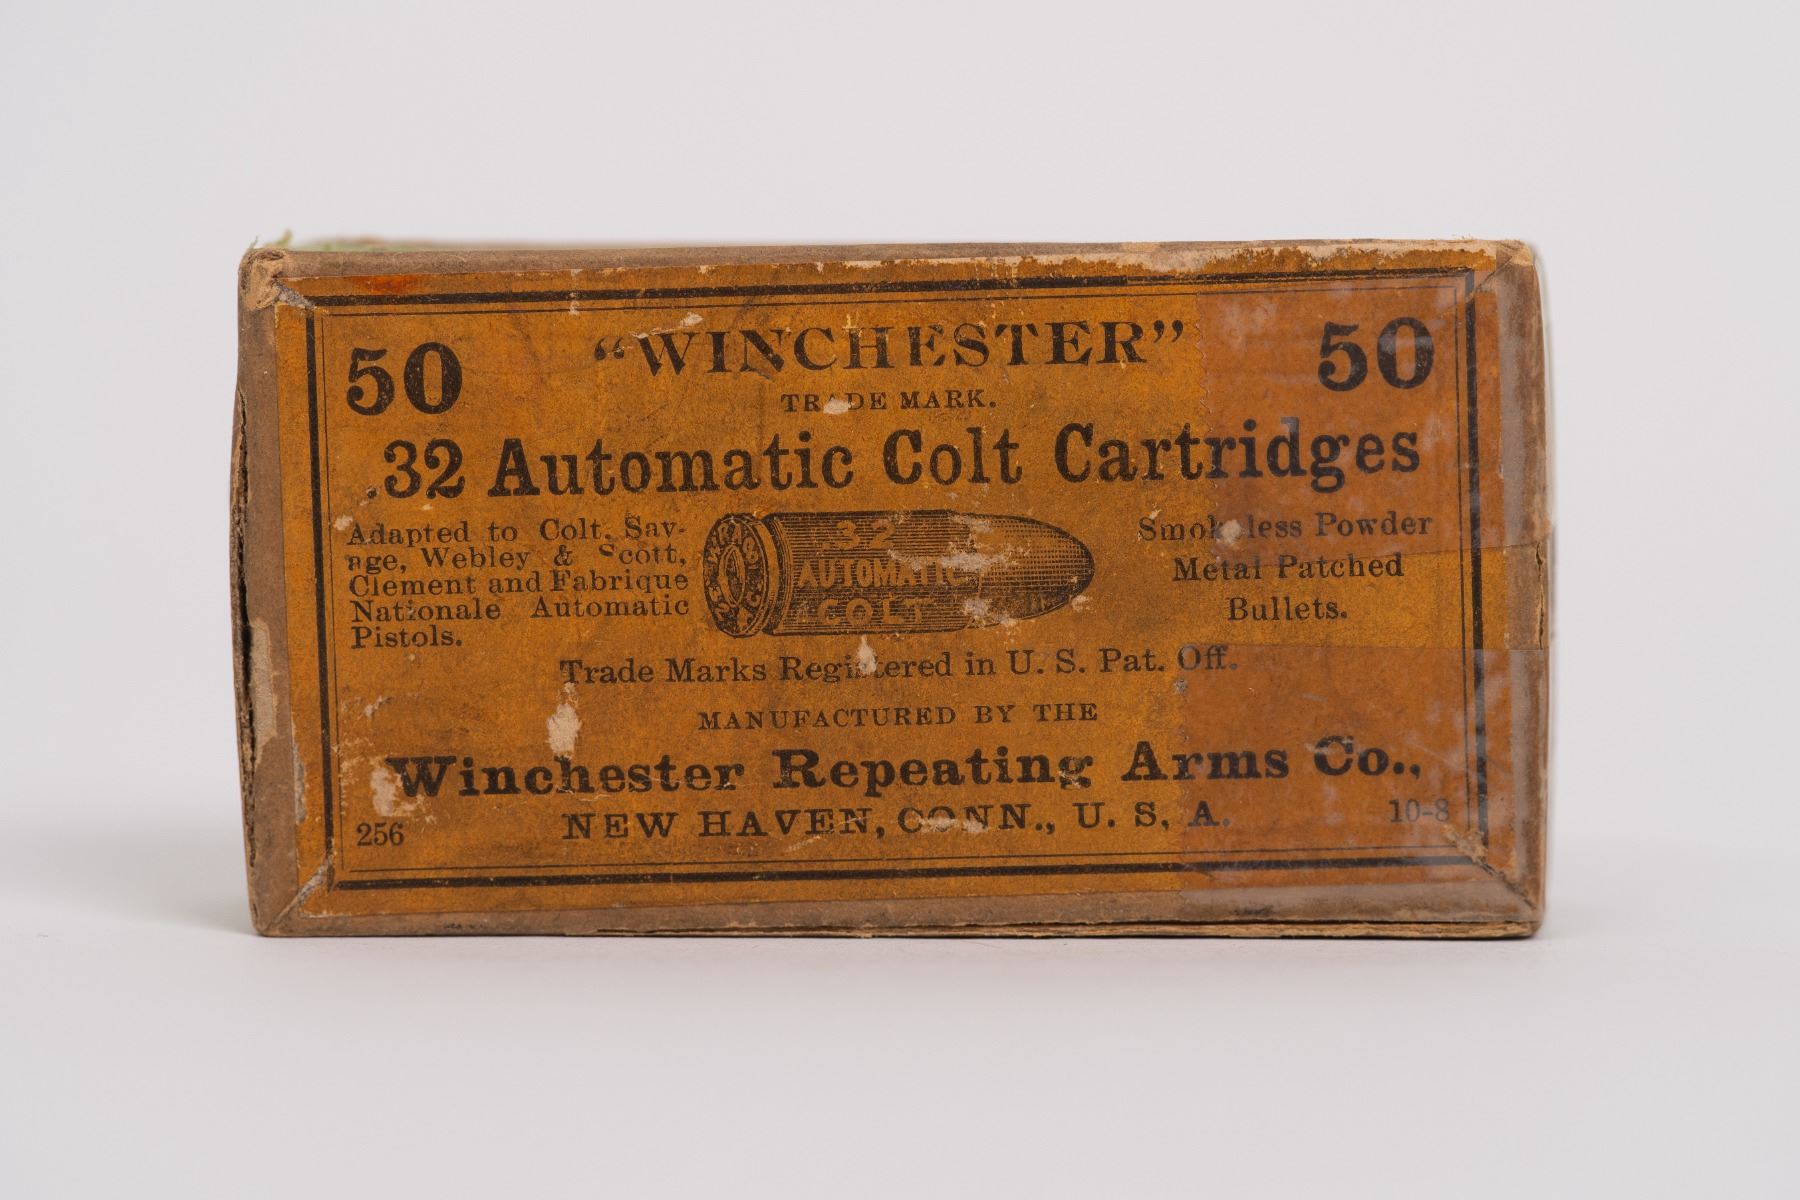 50 "WINCHESTER" 50
TRADE MARK.
.32 Automatic Colt Cartridges
Adapted to Colt, Sav-
age, Webley & Scott,
Clement and Fabrique
Nationale Automatic
Pistols.
.32
AUTOMATIC
COLT
Smokeless Powder
Metal Patched
Bullets.
Trade Marks Registered in U. S. Pat. Off.
MANUFACTURED BY THE
Winchester Repeating Arms Co.,
NEW HAVEN, CONN., U. S. A.
256 10-8